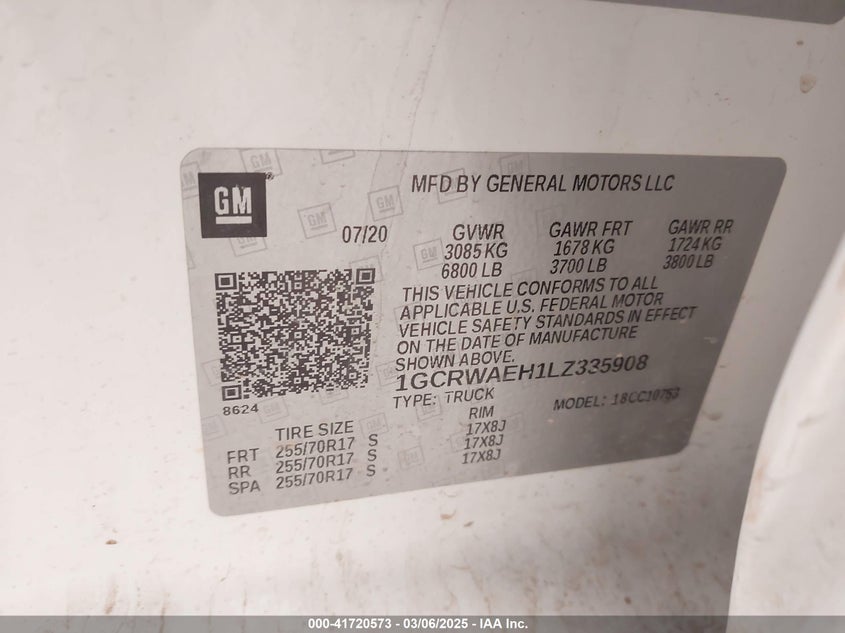 GM
MFD BY GENERAL MOTORS LLC
07/20 GVWR GAWR FRT GAWR RR
3085 KG 1678 KG 1724 KG
6800 LB 3700 LB 3800 LB
THIS VEHICLE CONFORMS TO ALL
APPLICABLE U.S. FEDERAL MOTOR
VEHICLE SAFETY STANDARDS IN EFFECT
ON THE DATE OF MANUFACTURE
SHOWN ABOVE.
1GCRWAEH1LZ335908
8624
TYPE: TRUCK MODEL: 18CC10753
TIRE SIZE RIM
FRT 255/70R17 S 17X8J
RR 255/70R17 S 17X8J
SPA 255/70R17 S 17X8J
000-41720573 - 03/06/2025 - IAA Inc.